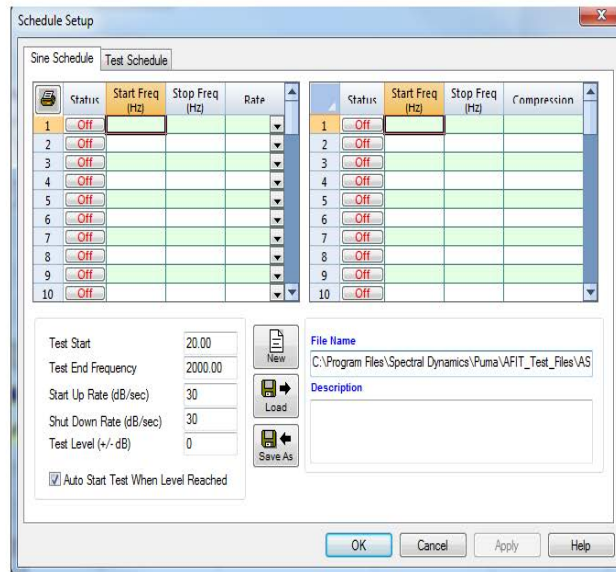 Schedule Setup
Sine Schedule Test Schedule
Status Start Freq (Hz) Stop Freq (Hz) Rate
1 Off
2 Off
3 Off
4 Off
5 Off
6 Off
7 Off
8 Off
9 Off
10 Off
Status Start Freq (Hz) Stop Freq (Hz) Compression
1 Off
2 Off
3 Off
4 Off
5 Off
6 Off
7 Off
8 Off
9 Off
10 Off
Test Start 20.00
Test End Frequency 2000.00
Start Up Rate (dB/sec) 30
Shut Down Rate (dB/sec) 30
Test Level (+/- dB) 0
Auto Start Test When Level Reached
New
Load
Save As
File Name
C:\Program Files\Spectral Dynamics\Puma\AFIT_Test_Files\AS
Description
OK Cancel Apply Help